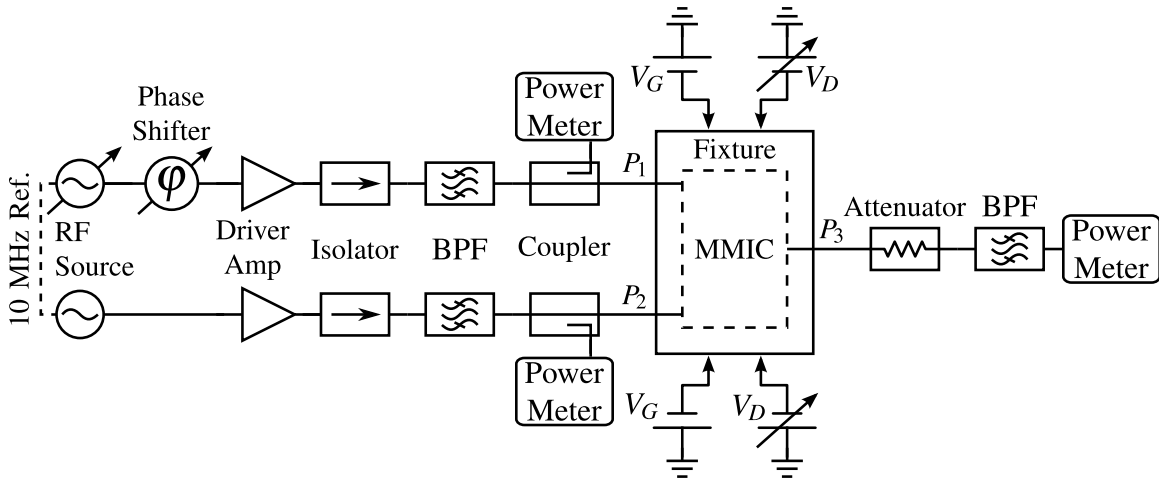 V_G
V_D
Power
Meter
Phase
Shifter
φ
P_1
Fixture
10 MHz Ref.
RF
Source
Driver
Amp
Isolator
BPF
Coupler
MMIC
P_3
Attenuator
BPF
Power
Meter
P_2
Power
Meter
V_G
V_D